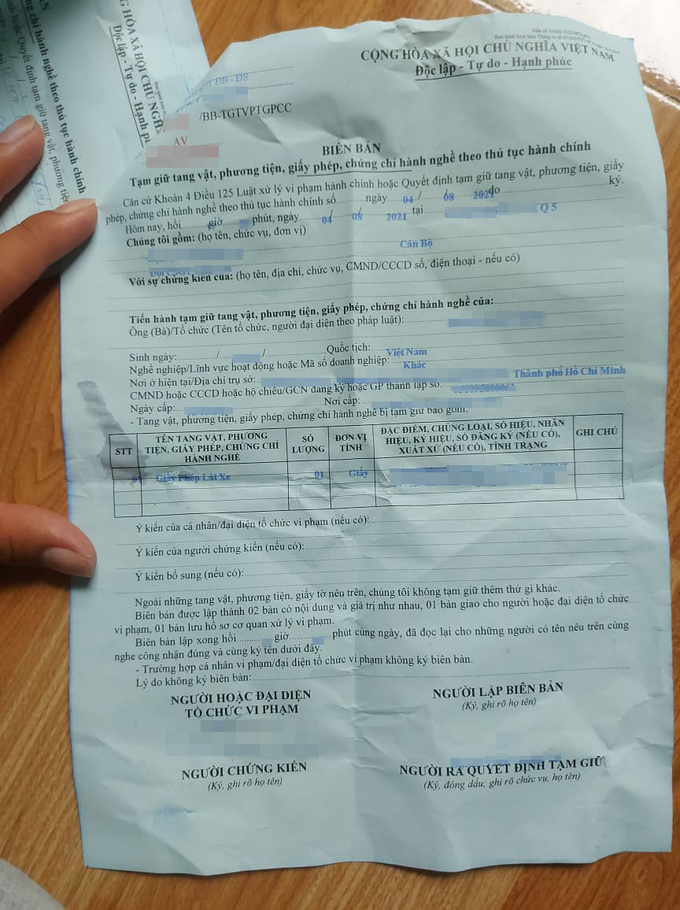 CỘNG HÒA XÃ HỘI CHỦ NGHĨA VIỆT NAM
Độc lập - Tự do - Hạnh phúc
ĐB - ĐS
/BB-TGTVPTGPCC
AV
BIÊN BẢN
Tạm giữ tang vật, phương tiện, giấy phép, chứng chỉ hành nghề theo thủ tục hành chính
Căn cứ Khoản 4 Điều 125 Luật xử lý vi phạm hành chính hoặc Quyết định tạm giữ tang vật, phương tiện, giấy
phép, chứng chỉ hành nghề theo thủ tục hành chính số ngày 04 / 08 2021 do ký.
Hôm nay, hồi giờ phút, ngày 04 / 08 / 2021 tại Q 5
Chúng tôi gồm: (họ tên, chức vụ, đơn vị)
Cán Bộ
Với sự chứng kiến của: (họ tên, địa chỉ, chức vụ, CMND/CCCD số, điện thoại - nếu có)
Tiến hành tạm giữ tang vật, phương tiện, giấy phép, chứng chỉ hành nghề của:
Ông (Bà)/Tổ chức (Tên tổ chức, người đại diện theo pháp luật):
Sinh ngày: / / Quốc tịch: Việt Nam
Nghề nghiệp/Lĩnh vực hoạt động hoặc Mã số doanh nghiệp: Khác
Nơi ở hiện tại/Địa chỉ trụ sở: Thành phố Hồ Chí Minh
CMND hoặc CCCD hoặc hộ chiếu/GCN đăng ký hoặc GP thành lập số:
Ngày cấp: Nơi cấp:
- Tang vật, phương tiện, giấy phép, chứng chỉ hành nghề bị tạm giữ bao gồm:
STT TÊN TANG VẬT, PHƯƠNG TIỆN, GIẤY PHÉP, CHỨNG CHỈ HÀNH NGHỀ SỐ LƯỢNG ĐƠN VỊ TÍNH ĐẶC ĐIỂM, CHỦNG LOẠI, SỐ HIỆU, NHÃN HIỆU, KÝ HIỆU, SỐ ĐĂNG KÝ (NẾU CÓ), XUẤT XỨ (NẾU CÓ), TÌNH TRẠNG GHI CHÚ
Giấy Phép Lái Xe 01 Giấy
Ý kiến của cá nhân/đại diện tổ chức vi phạm (nếu có):
Ý kiến của người chứng kiến (nếu có):
Ý kiến bổ sung (nếu có):
Ngoài những tang vật, phương tiện, giấy tờ nêu trên, chúng tôi không tạm giữ thêm thứ gì khác.
Biên bản được lập thành 02 bản có nội dung và giá trị như nhau, 01 bản giao cho người hoặc đại diện tổ chức
vi phạm, 01 bản lưu hồ sơ cơ quan xử lý vi phạm.
Biên bản lập xong hồi giờ phút cùng ngày, đã đọc lại cho những người có tên nêu trên cùng
nghe công nhận đúng và cùng ký tên dưới đây.
- Trường hợp cá nhân vi phạm/đại diện tổ chức vi phạm không ký biên bản.
Lý do không ký biên bản:
NGƯỜI HOẶC ĐẠI DIỆN
TỔ CHỨC VI PHẠM
NGƯỜI LẬP BIÊN BẢN
(Ký, ghi rõ họ tên)
NGƯỜI CHỨNG KIẾN
(Ký, ghi rõ họ tên)
NGƯỜI RA QUYẾT ĐỊNH TẠM GIỮ
(Ký, đóng dấu; ghi rõ chức vụ, họ tên)